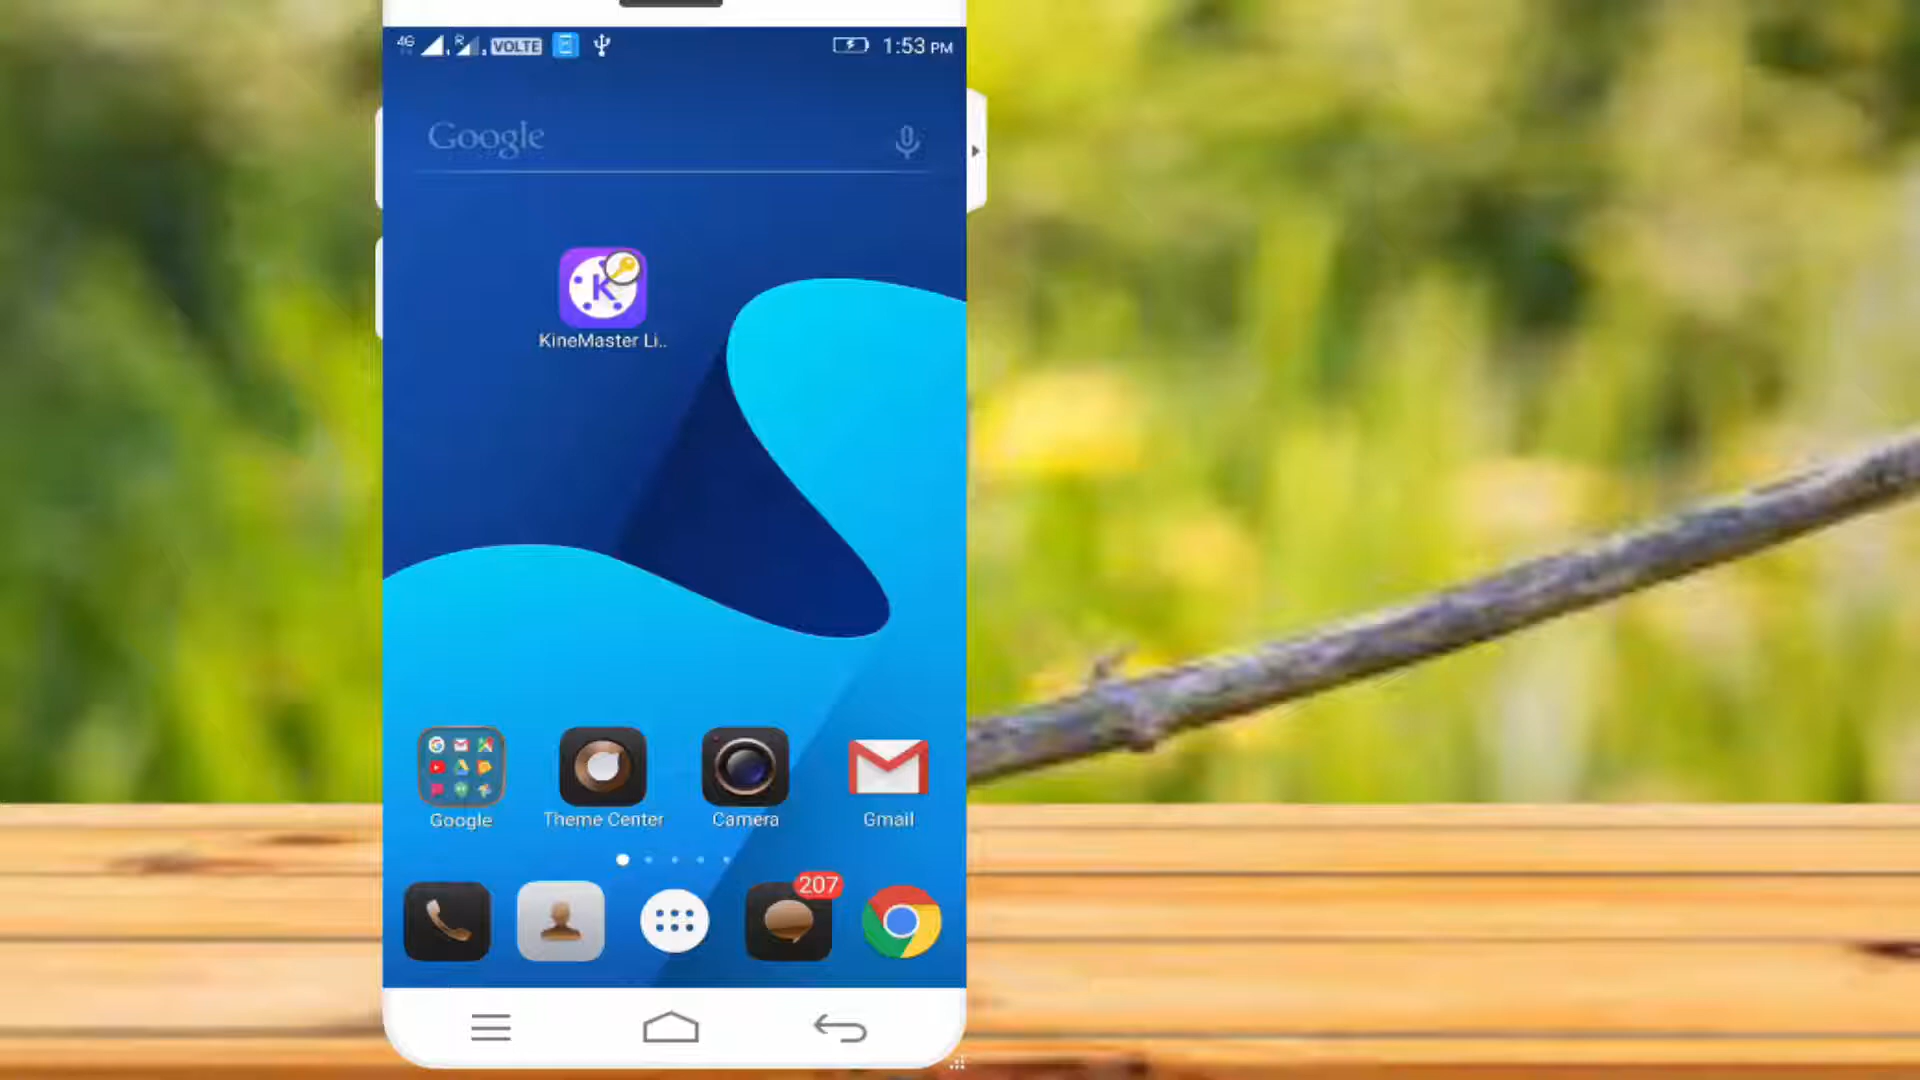 4G R VOLTE 1:53 PM
Google
KineMaster Li..
Google Theme Center Camera Gmail
207